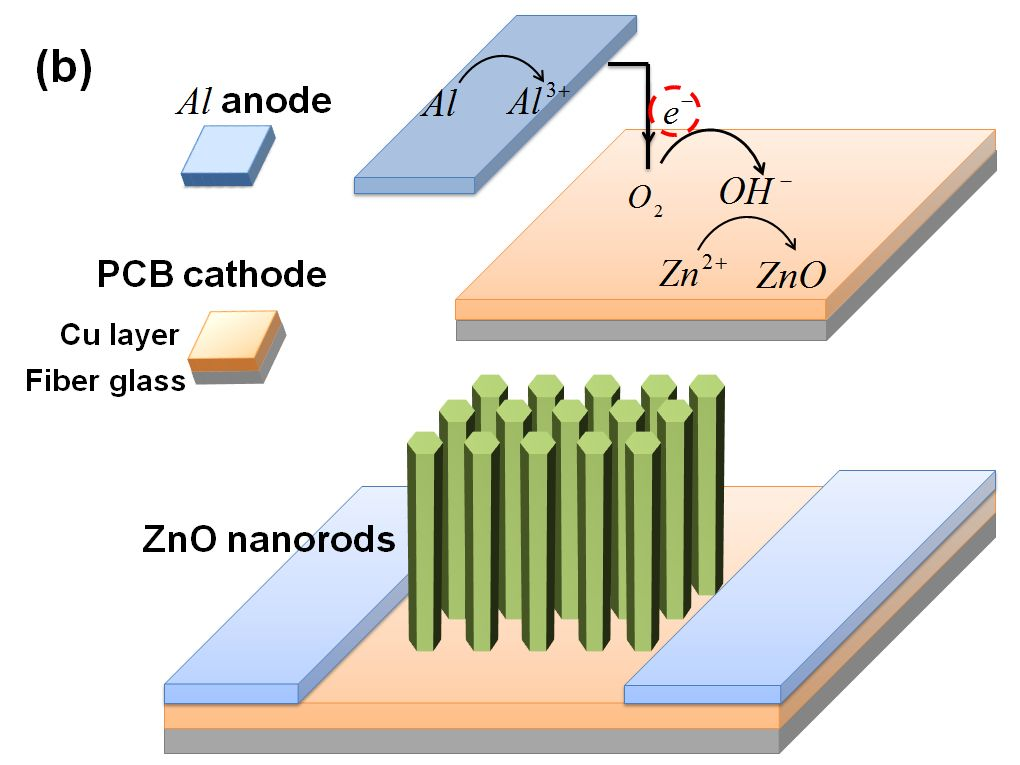 (b)
Al anode
Al Al³⁺
e⁻
O₂ OH⁻
Zn²⁺ ZnO
PCB cathode
Cu layer
Fiber glass
ZnO nanorods